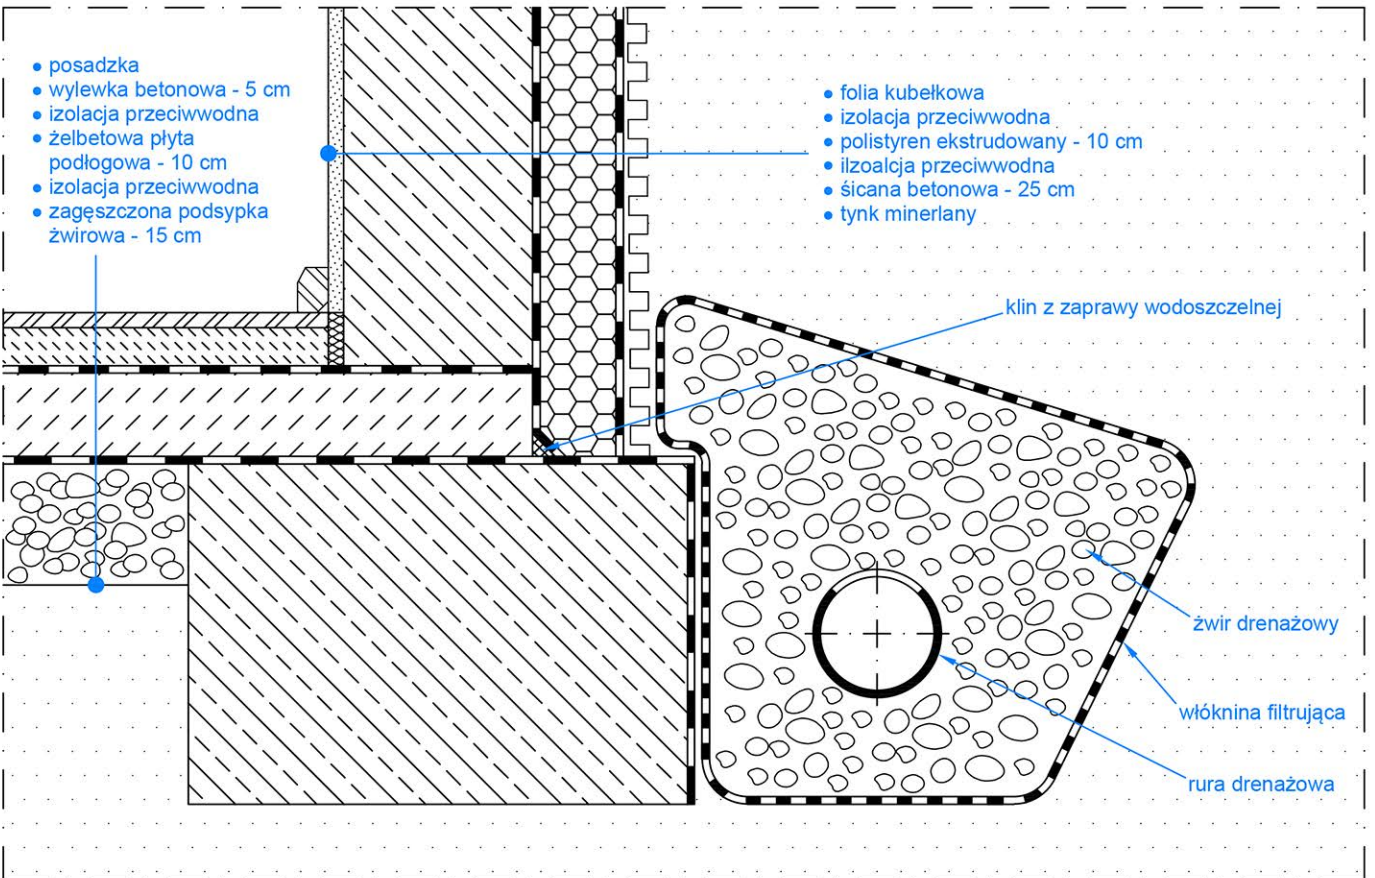 • posadzka
• wylewka betonowa - 5 cm
• izolacja przeciwwodna
• żelbetowa płyta
podłogowa - 10 cm
• izolacja przeciwwodna
• zagęszczona podsypka
żwirowa - 15 cm
• folia kubełkowa
• izolacja przeciwwodna
• polistyren ekstrudowany - 10 cm
• ilzoalcja przeciwwodna
• śicana betonowa - 25 cm
• tynk minerlany
klin z zaprawy wodoszczelnej
żwir drenażowy
włóknina filtrująca
rura drenażowa